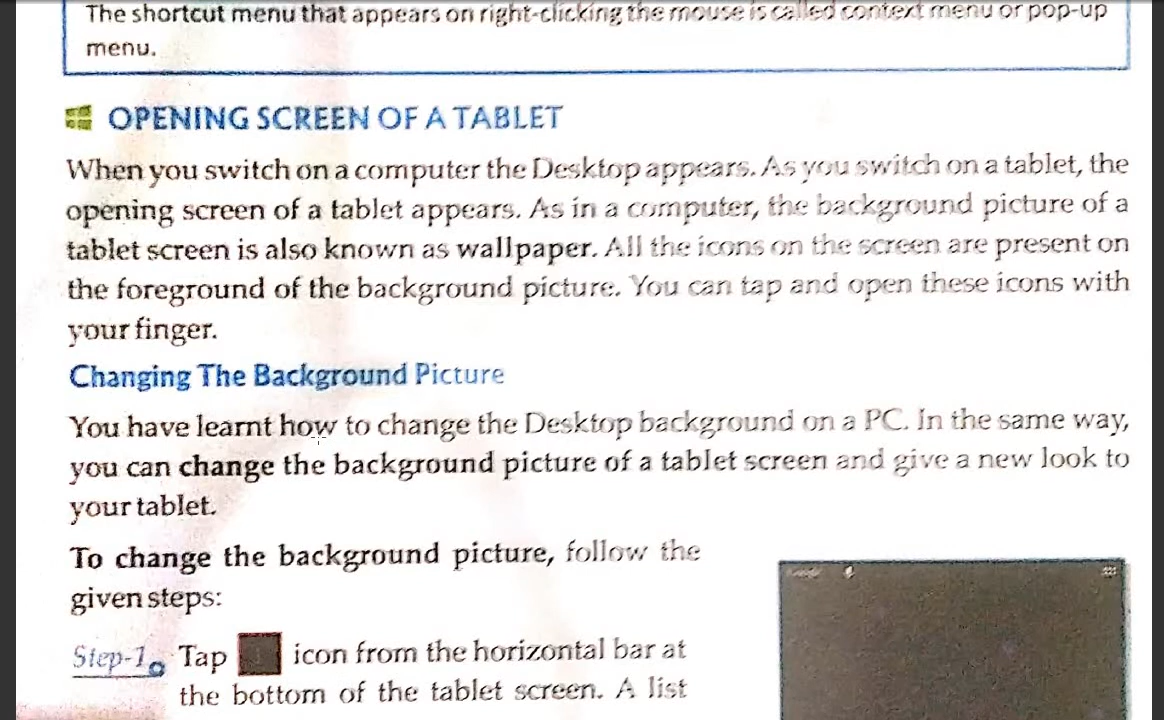 The shortcut menu that appears on right-clicking the mouse is called context menu or pop-up
menu.
OPENING SCREEN OF A TABLET
When you switch on a computer the Desktop appears. As you switch on a tablet, the
opening screen of a tablet appears. As in a computer, the background picture of a
tablet screen is also known as wallpaper. All the icons on the screen are present on
the foreground of the background picture. You can tap and open these icons with
your finger.
Changing The Background Picture
You have learnt how to change the Desktop background on a PC. In the same way,
you can change the background picture of a tablet screen and give a new look to
your tablet.
To change the background picture, follow the
given steps:
Step-1 Tap icon from the horizontal bar at
the bottom of the tablet screen. A list